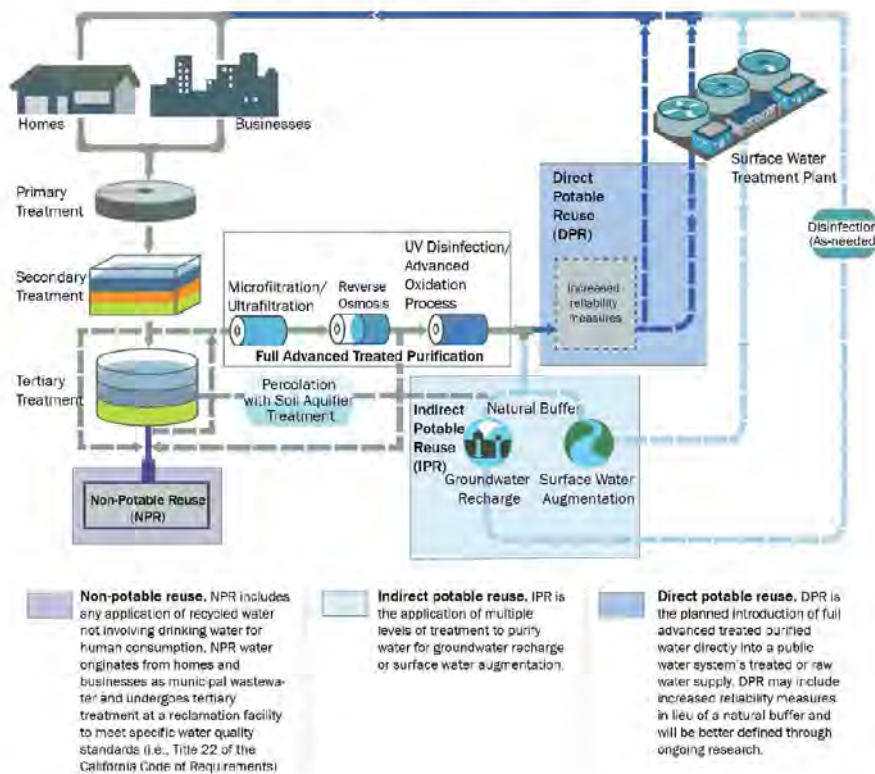 Homes
Businesses
Surface Water
Treatment Plant
Primary
Treatment
Direct
Potable
Reuse
(DPR)
Disinfection
(As-needed)
UV Disinfection/
Advanced
Oxidation
Process
Secondary
Treatment
Microfiltration/
Ultrafiltration
Reverse
Osmosis
Increased
reliability
measures
Full Advanced Treated Purification
Tertiary
Treatment
Percolation
with Soil Aquifier
Treatment
Indirect
Potable
Reuse
(IPR)
Natural Buffer
Groundwater
Recharge
Surface Water
Augmentation
Non-Potable Reuse
(NPR)
Non-potable reuse. NPR includes
any application of recycled water
not involving drinking water for
human consumption. NPR water
originates from homes and
businesses as municipal wastewa-
ter and undergoes tertiary
treatment at a reclamation facility
to meet specific water quality
standards (i.e., Title 22 of the
California Code of Requirements)
Indirect potable reuse. IPR is
the application of multiple
levels of treatment to purify
water for groundwater recharge
or surface water augmentation.
Direct potable reuse. DPR is
the planned introduction of full
advanced treated purified
water directly into a public
water system's treated or raw
water supply. DPR may include
increased reliability measures
in lieu of a natural buffer and
will be better defined through
ongoing research.